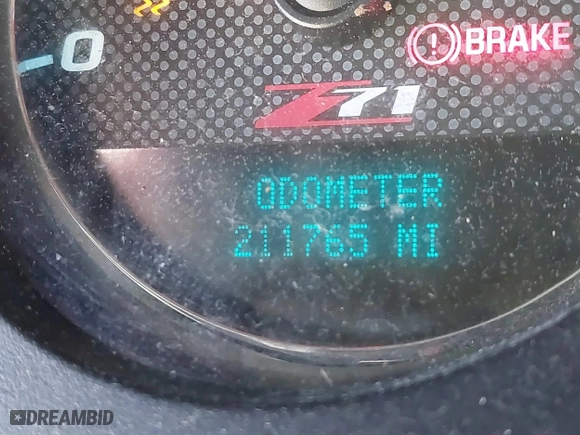 0
BRAKE
Z71
ODOMETER
211765 MI
DREAMBID